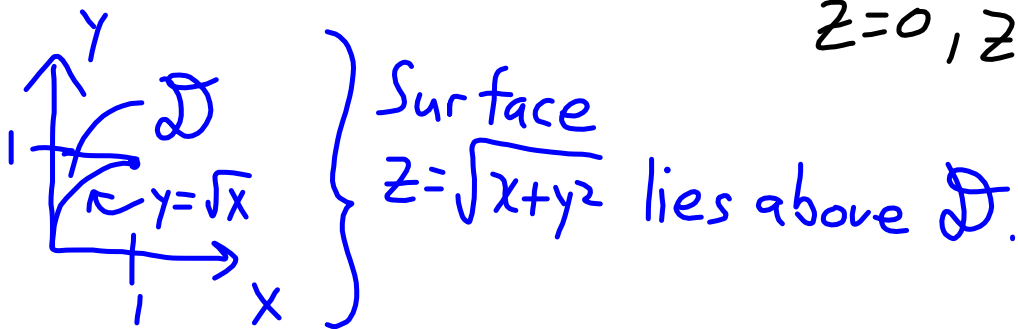 z=0, z
y
1
D
y=√x
1
x
Surface
z=√(x+y²) lies above D.